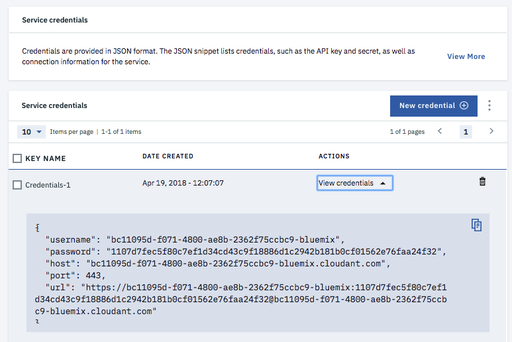 Service credentials
Credentials are provided in JSON format. The JSON snippet lists credentials, such as the API key and secret, as well as
connection information for the service.
View More
Service credentials
New credential
10 Items per page | 1-1 of 1 items
1 of 1 pages < 1 >
KEY NAME DATE CREATED ACTIONS
Credentials-1 Apr 19, 2018 - 12:07:07 View credentials
{
"username": "bc11095d-f071-4800-ae8b-2362f75ccbc9-bluemix",
"password": "1107d7fec5f80c7ef1d34cd43c9f18886d1c2942b181b0cf01562e76faa24f32",
"host": "bc11095d-f071-4800-ae8b-2362f75ccbc9-bluemix.cloudant.com",
"port": 443,
"url": "https://bc11095d-f071-4800-ae8b-2362f75ccbc9-bluemix:1107d7fec5f80c7ef1
d34cd43c9f18886d1c2942b181b0cf01562e76faa24f32@bc11095d-f071-4800-ae8b-2362f75ccb
c9-bluemix.cloudant.com"
}